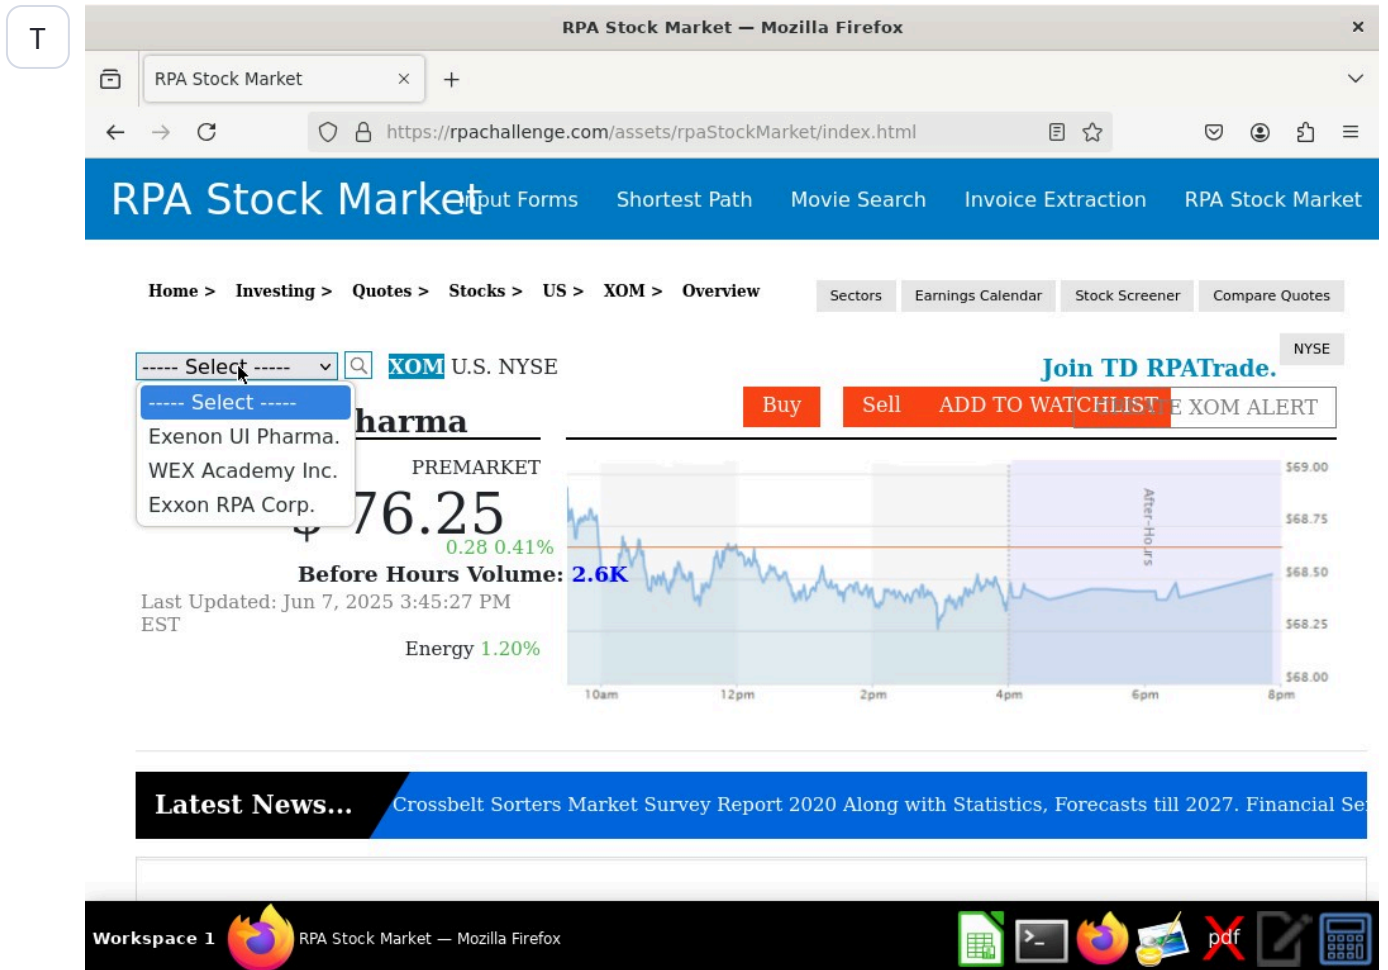 T
RPA Stock Market — Mozilla Firefox
RPA Stock Market
https://rpachallenge.com/assets/rpaStockMarket/index.html
RPA Stock Market Input Forms Shortest Path Movie Search Invoice Extraction RPA Stock Market
Home > Investing > Quotes > Stocks > US > XOM > Overview
Sectors Earnings Calendar Stock Screener Compare Quotes
NYSE
----- Select -----
XOM U.S. NYSE
Join TD RPATrade.
----- Select -----
Exenon UI Pharma.
WEX Academy Inc.
Exxon RPA Corp.
Buy Sell ADD TO WATCHLIST XOM ALERT
harma
PREMARKET
$ 76.25
0.28 0.41%
Before Hours Volume: 2.6K
Last Updated: Jun 7, 2025 3:45:27 PM
EST
Energy 1.20%
$69.00
$68.75
$68.50
$68.25
$68.00
After-Hours
10am 12pm 2pm 4pm 6pm 8pm
Latest News... Crossbelt Sorters Market Survey Report 2020 Along with Statistics, Forecasts till 2027. Financial
Workspace 1 RPA Stock Market — Mozilla Firefox
pdf